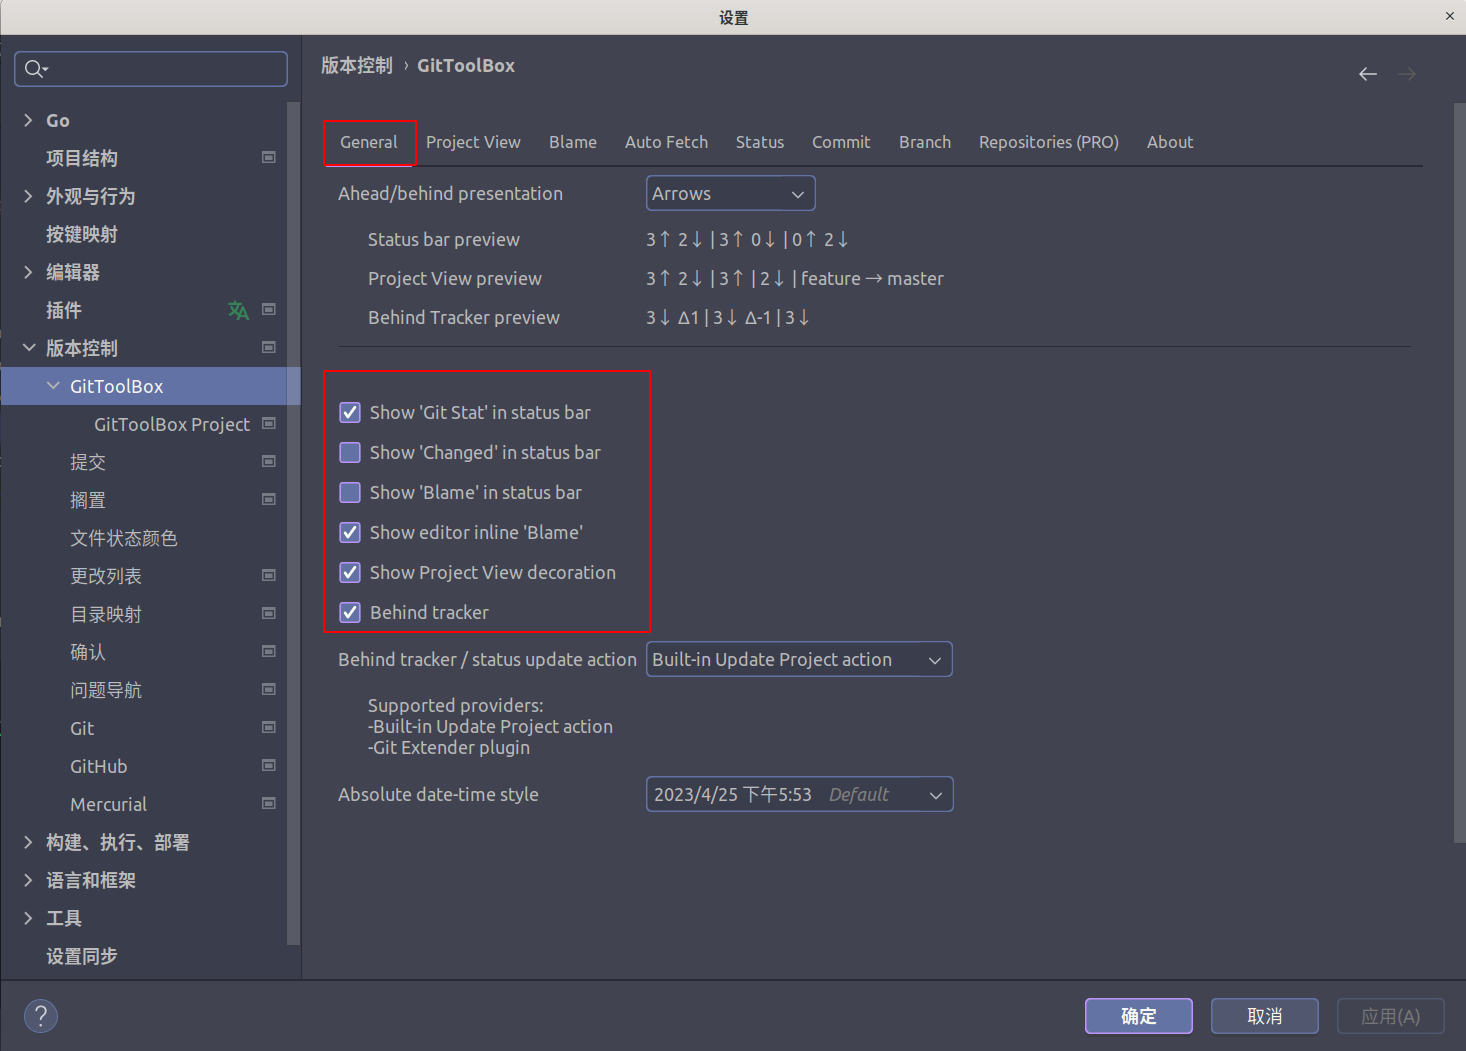 设置
版本控制 › GitToolBox
Go
项目结构
外观与行为
按键映射
编辑器
插件
版本控制
GitToolBox
GitToolBox Project
提交
搁置
文件状态颜色
更改列表
目录映射
确认
问题导航
Git
GitHub
Mercurial
构建、执行、部署
语言和框架
工具
设置同步
General Project View Blame Auto Fetch Status Commit Branch Repositories (PRO) About
Ahead/behind presentation Arrows
Status bar preview 3↑ 2↓ | 3↑ 0↓ | 0↑ 2↓
Project View preview 3↑ 2↓ | 3↑ | 2↓ | feature → master
Behind Tracker preview 3↓ Δ1 | 3↓ Δ-1 | 3↓
Show 'Git Stat' in status bar
Show 'Changed' in status bar
Show 'Blame' in status bar
Show editor inline 'Blame'
Show Project View decoration
Behind tracker
Behind tracker / status update action Built-in Update Project action
Supported providers:
-Built-in Update Project action
-Git Extender plugin
Absolute date-time style 2023/4/25 下午5:53 Default
? 确定 取消 应用(A)